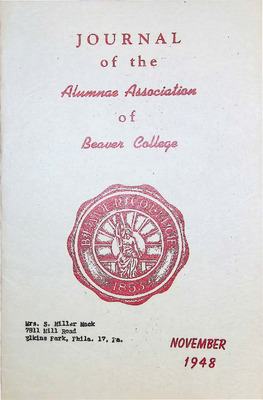 JOURNAL
of the
Alumnae Association
of
Beaver College
BEAVER COLLEGE
1853
Mrs. S. Miller Mack
7811 Mill Road
Elkins Park, Phila. 17, Pa.
NOVEMBER
1948